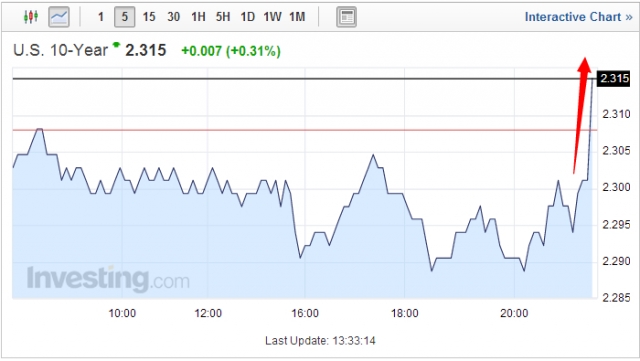 1 5 15 30 1H 5H 1D 1W 1M Interactive Chart »
U.S. 10-Year 2.315 +0.007 (+0.31%)
2.315
2.310
2.305
2.300
2.295
2.290
2.285
Investing.com
10:00 12:00 16:00 18:00 20:00
Last Update: 13:33:14